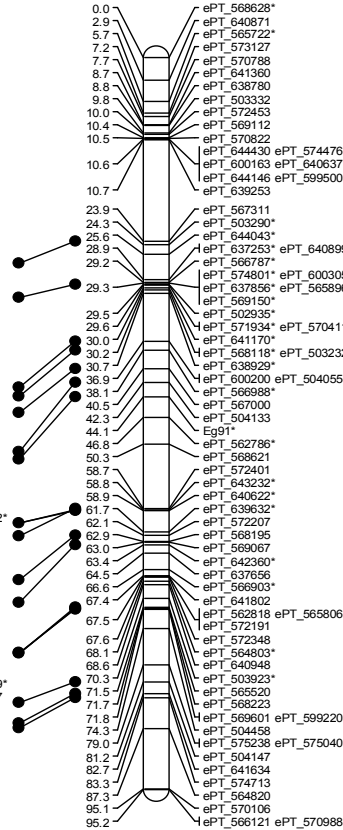 0.0 ePT_568628*
2.9 ePT_640871
5.7 ePT_565722*
7.2 ePT_573127
7.7 ePT_570788
8.7 ePT_641360
8.8 ePT_638780
9.8 ePT_503332
10.0 ePT_572453
10.4 ePT_569112
10.5 ePT_570822
ePT_644430 ePT_574476
10.6 ePT_600163 ePT_640637
ePT_644146 ePT_599500
10.7 ePT_639253
23.9 ePT_567311
24.3 ePT_503290*
25.6 ePT_644043*
28.9 ePT_637253* ePT_640899
29.2 ePT_566787*
ePT_574801* ePT_600305
29.3 ePT_637856* ePT_565896
ePT_569150*
29.5 ePT_502935*
29.6 ePT_571934* ePT_570411
30.0 ePT_641170*
30.2 ePT_568118* ePT_503232
30.7 ePT_638929*
36.9 ePT_600200 ePT_504055
38.1 ePT_566988*
40.5 ePT_567000
42.3 ePT_504133
44.1 Eg91*
46.8 ePT_562786*
50.3 ePT_568621
58.7 ePT_572401
58.8 ePT_643232*
58.9 ePT_640622*
61.7 ePT_639632*
62.1 ePT_572207
62.9 ePT_568195
63.0 ePT_569067
63.4 ePT_642360*
64.5 ePT_637656
66.6 ePT_566903*
67.4 ePT_641802
67.5 ePT_562818 ePT_565806
ePT_572191
67.6 ePT_572348
68.1 ePT_564803*
68.6 ePT_640948
70.3 ePT_503923*
71.5 ePT_565520
71.7 ePT_568223
71.8 ePT_569601 ePT_599220
74.3 ePT_504458
79.0 ePT_575238 ePT_575040
81.2 ePT_504147
82.7 ePT_641634
83.3 ePT_574713
87.3 ePT_564820
95.1 ePT_570106
95.2 ePT_566121 ePT_570988